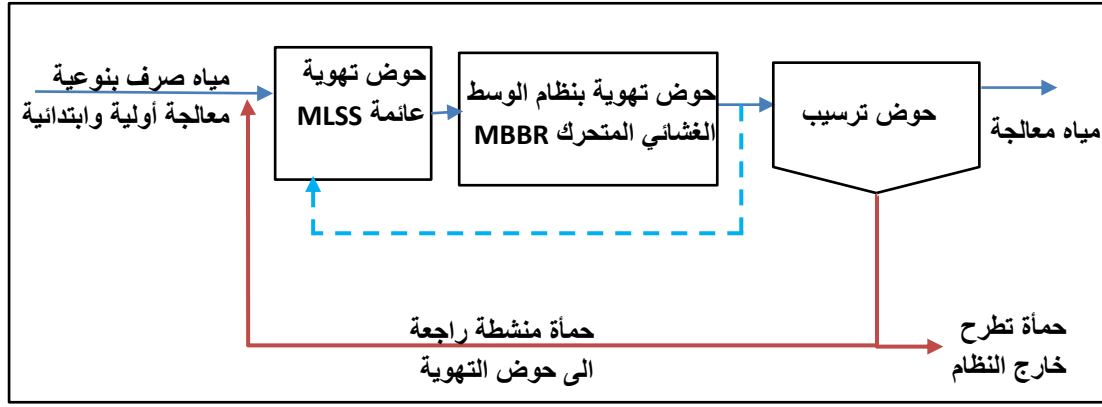 مياه صرف بنوعية
معالجة أولية وابتدائية
حوض تهوية
عائمة MLSS
حوض تهوية بنظام الوسط
الغشائي المتحرك MBBR
حوض ترسيب
مياه معالجة
حمأة منشطة راجعة
الى حوض التهوية
حمأة تطرح
خارج النظام